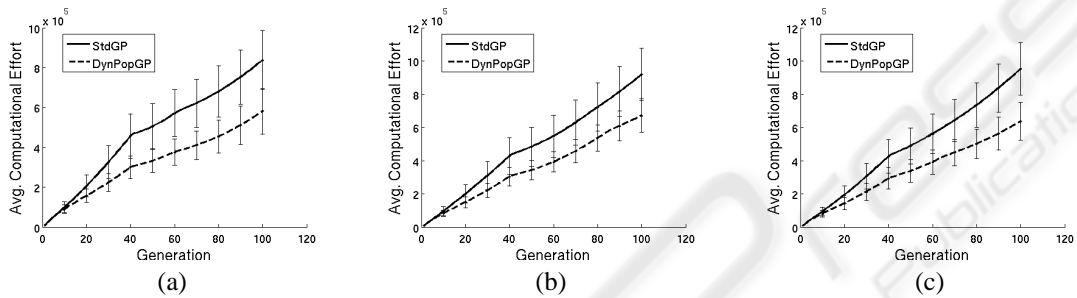 x 10^5
10
8
6
4
2
0
StdGP
DynPopGP
Avg. Computational Effort
0 20 40 60 80 100 120
Generation
(a)
x 10^5
12
10
8
6
4
2
0
StdGP
DynPopGP
Avg. Computational Effort
0 20 40 60 80 100 120
Generation
(b)
x 10^5
12
10
8
6
4
2
0
StdGP
DynPopGP
Avg. Computational Effort
0 20 40 60 80 100 120
Generation
(c)